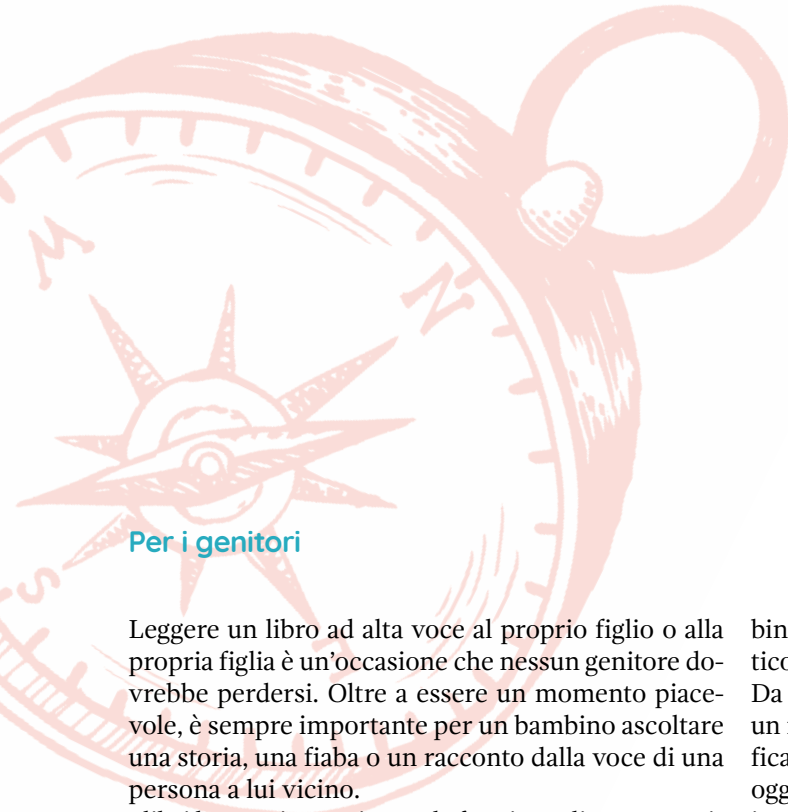 W
N
S
E
Per i genitori
Leggere un libro ad alta voce al proprio figlio o alla
propria figlia è un'occasione che nessun genitore do-
vrebbe perdersi. Oltre a essere un momento piace-
vole, è sempre importante per un bambino ascoltare
una storia, una fiaba o un racconto dalla voce di una
persona a lui vicino.
bin
tico
Da
un
fica
ogg